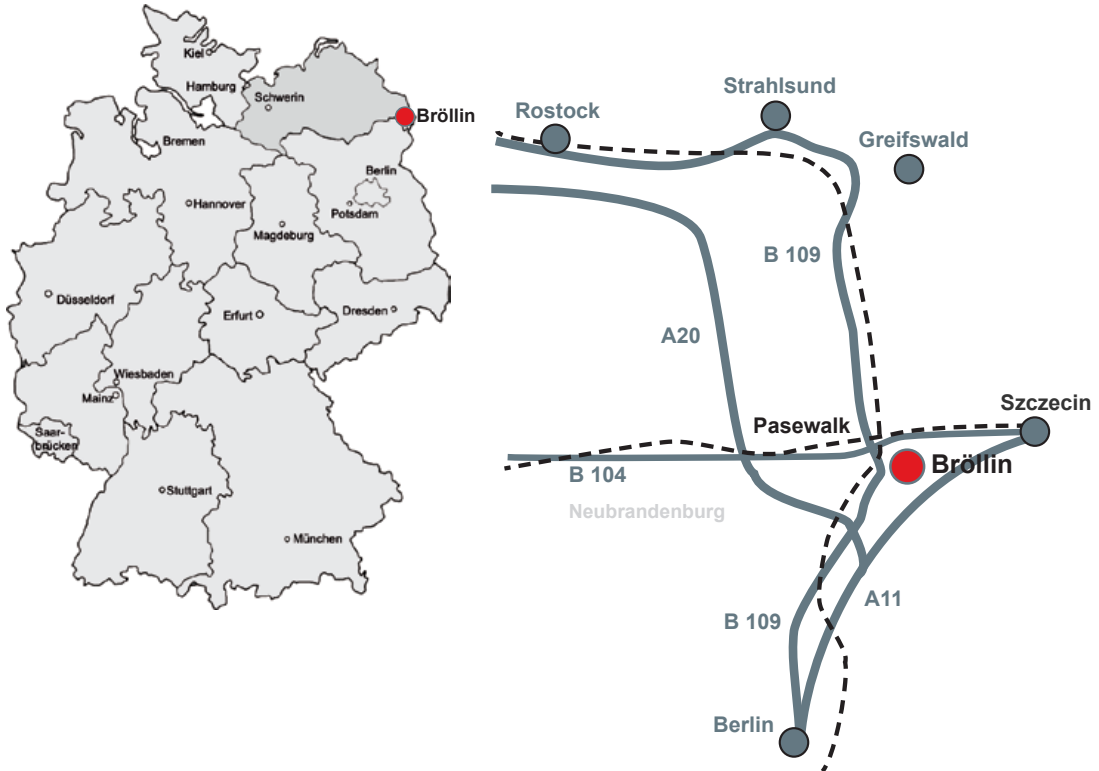 Kiel
Hamburg
Schwerin
Bröllin
Bremen
Berlin
Hannover
Potsdam
Magdeburg
Düsseldorf
Erfurt
Dresden
Wiesbaden
Mainz
Saar-
brücken
Stuttgart
München
Strahlsund
Rostock
Greifswald
B 109
A20
Szczecin
Pasewalk
Bröllin
B 104
Neubrandenburg
A11
B 109
Berlin